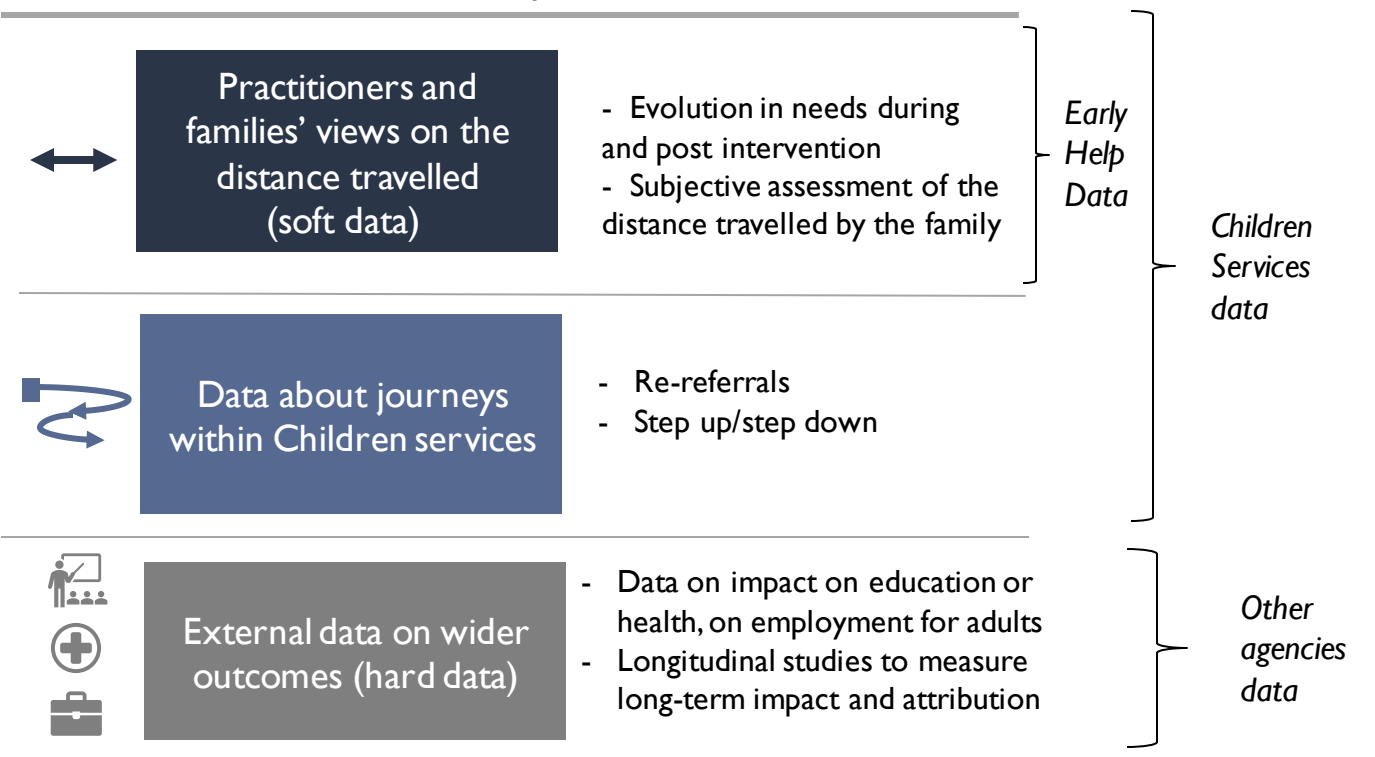 Practitioners and
families’ views on the
distance travelled
(soft data)
- Evolution in needs during
and post intervention
- Subjective assessment of the
distance travelled by the family
Early
Help
Data
Children
Services
data
Data about journeys
within Children services
- Re-referrals
- Step up/step down
External data on wider
outcomes (hard data)
- Data on impact on education or
health, on employment for adults
- Longitudinal studies to measure
long-term impact and attribution
Other
agencies
data